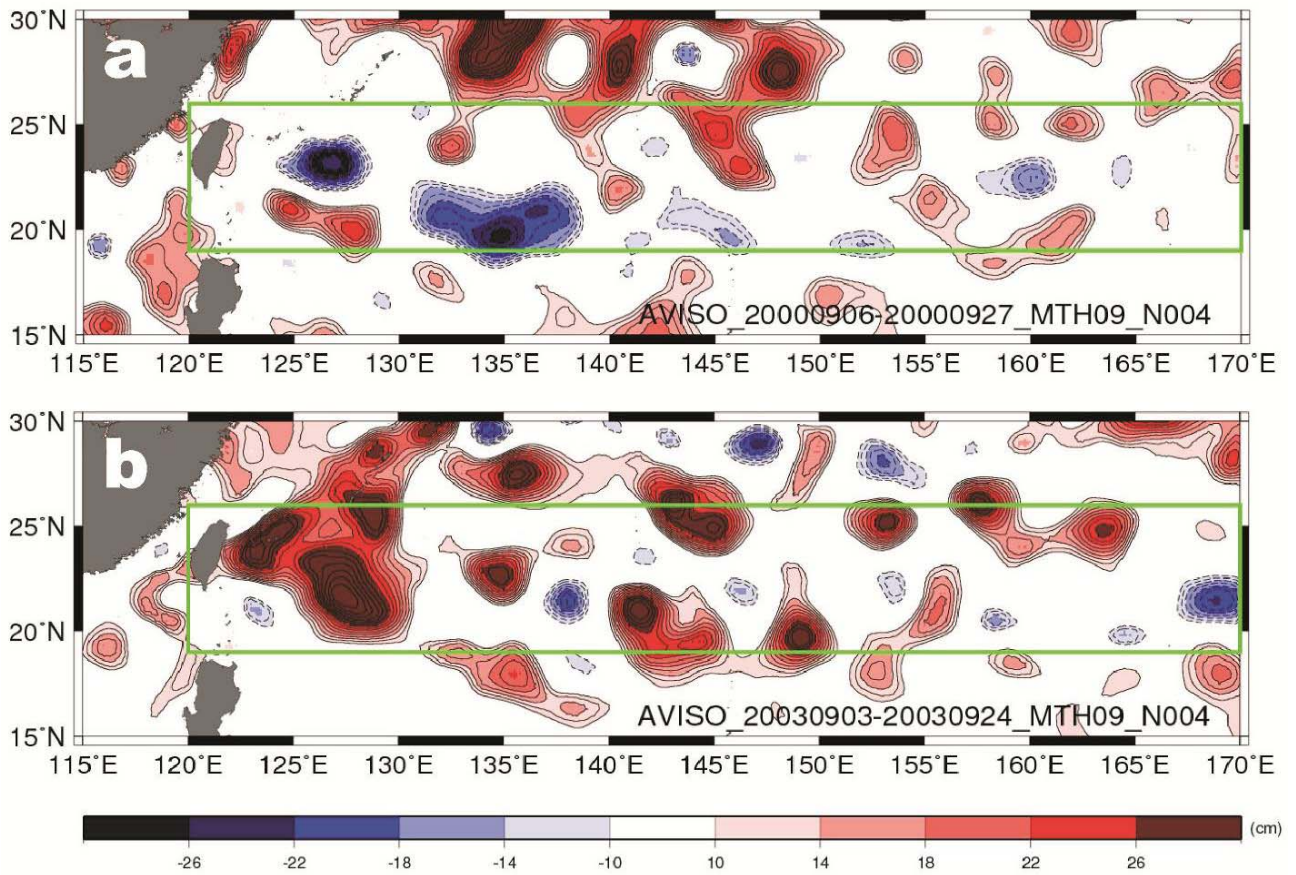 30°N
a
25°N
20°N
15°N
AVISO_20000906-20000927_MTH09_N004
115°E 120°E 125°E 130°E 135°E 140°E 145°E 150°E 155°E 160°E 165°E 170°E
30°N
b
25°N
20°N
15°N
AVISO_20030903-20030924_MTH09_N004
115°E 120°E 125°E 130°E 135°E 140°E 145°E 150°E 155°E 160°E 165°E 170°E
(cm)
-26 -22 -18 -14 -10 10 14 18 22 26